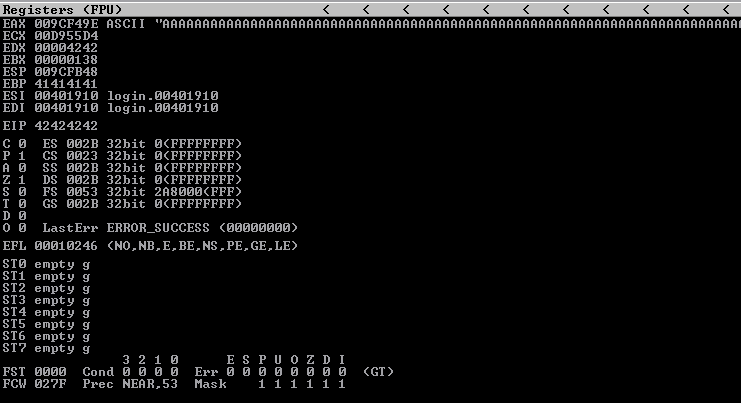 Registers (FPU) < < < < < < < < < < <
EAX 009CF49E ASCII "AAAAAAAAAAAAAAAAAAAAAAAAAAAAAAAAAAAAAAAAAAAAAAAAAAAAAAAAAAAAAAAAAAAAAAAA
ECX 00D955D4
EDX 00004242
EBX 00000138
ESP 009CFB48
EBP 41414141
ESI 00401910 login.00401910
EDI 00401910 login.00401910
EIP 42424242
C 0 ES 002B 32bit 0(FFFFFFFF)
P 1 CS 0023 32bit 0(FFFFFFFF)
A 0 SS 002B 32bit 0(FFFFFFFF)
Z 1 DS 002B 32bit 0(FFFFFFFF)
S 0 FS 0053 32bit 2A8000(FFF)
T 0 GS 002B 32bit 0(FFFFFFFF)
D 0
O 0 LastErr ERROR_SUCCESS (00000000)
EFL 00010246 (NO,NB,E,BE,NS,PE,GE,LE)
ST0 empty g
ST1 empty g
ST2 empty g
ST3 empty g
ST4 empty g
ST5 empty g
ST6 empty g
ST7 empty g
3 2 1 0 E S P U O Z D I
FST 0000 Cond 0 0 0 0 Err 0 0 0 0 0 0 0 0 (GT)
FCW 027F Prec NEAR,53 Mask 1 1 1 1 1 1